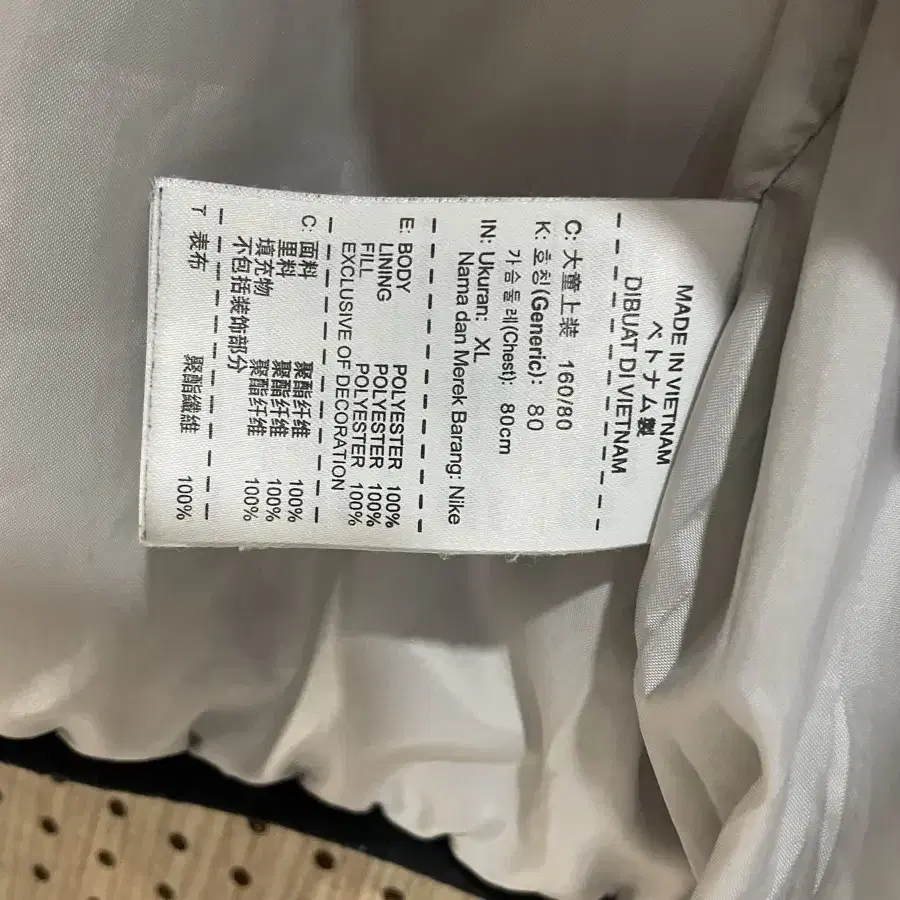 MADE IN VIETNAM
ベトナム製
DIBUAT DI VIETNAM
C: 大童上装 160/80
K: 호칭(Generic): 80
가슴둘레(Chest): 80cm
IN: Ukuran: XL
Nama dan Merek Barang: Nike
E: BODY POLYESTER 100%
LINING POLYESTER 100%
FILL POLYESTER 100%
EXCLUSIVE OF DECORATION
C: 面料 聚酯纤维 100%
里料 聚酯纤维 100%
填充物 聚酯纤维 100%
不包括装饰部分
T 表布 聚酯纖維 100%